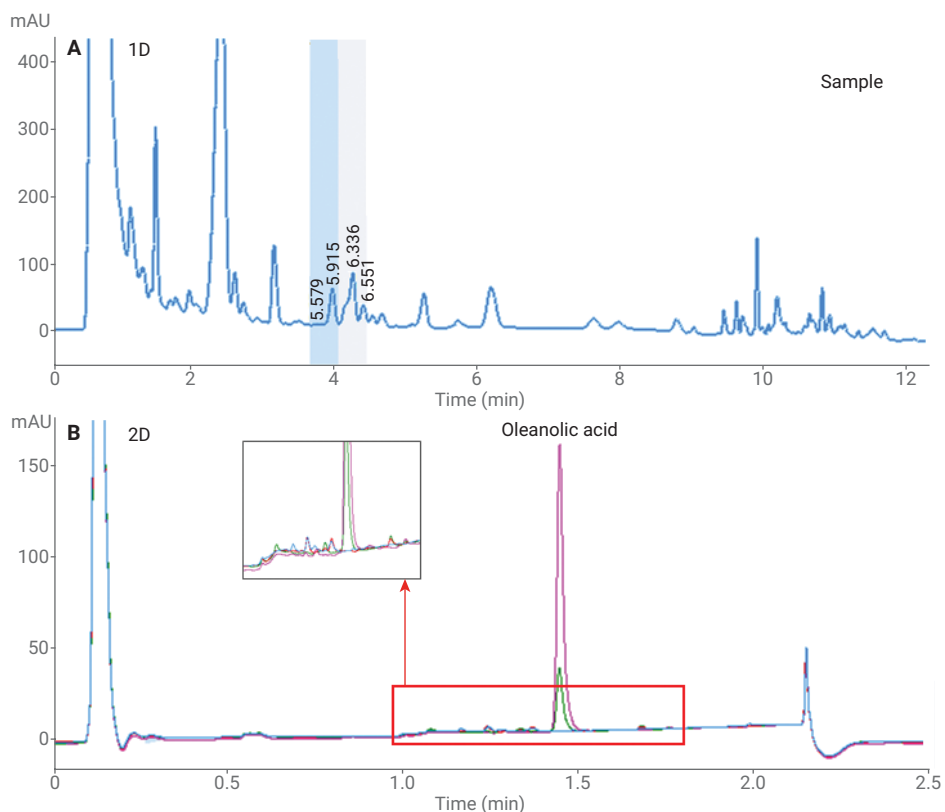 mAU
A 1D
Sample
400
300
200
100
0
5.579
5.915
6.336
6.551
0 2 4 6 8 10 12
Time (min)
mAU
B 2D
Oleanolic acid
150
100
50
0
0 0.5 1.0 1.5 2.0 2.5
Time (min)